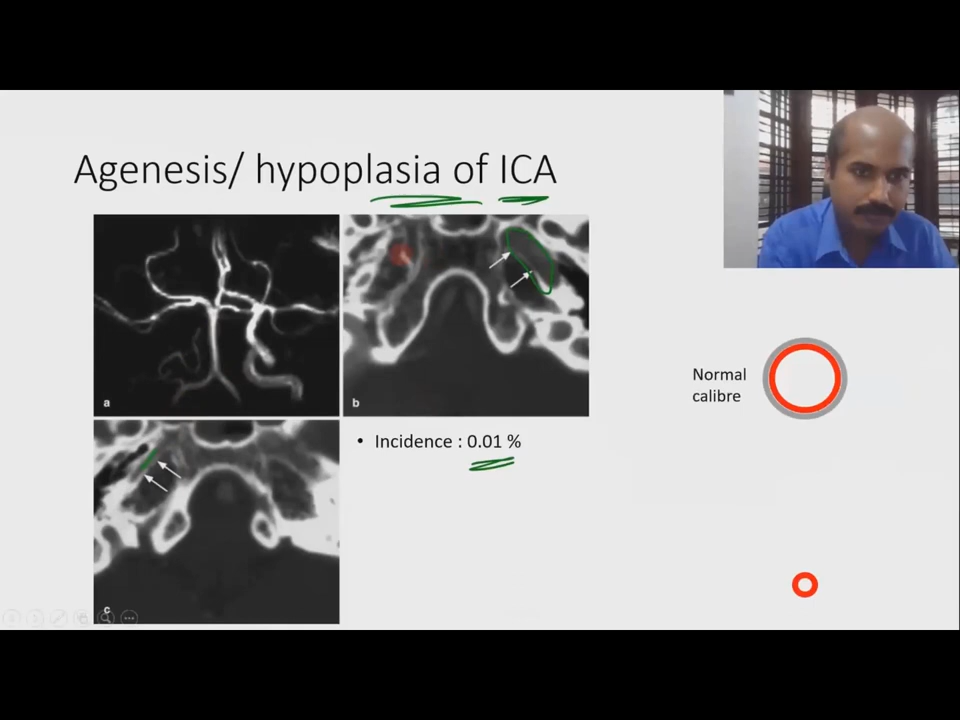 Agenesis/ hypoplasia of ICA
a
b
• Incidence : 0.01 %
Normal
calibre
c